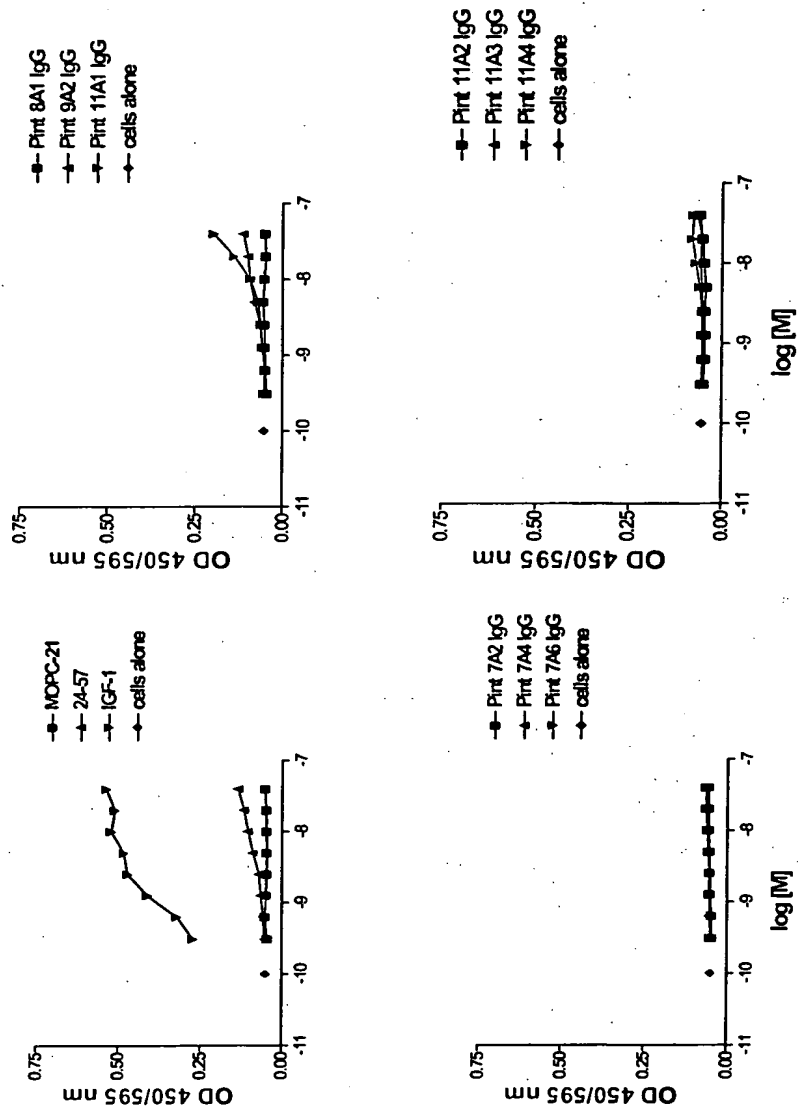 0.75
0.50
0.25
0.00
OD 450/595 nm
-11
-10
-9
-8
-7
MOPC-21
24-57
IGF-1
cells alone
0.75
0.50
0.25
0.00
OD 450/595 nm
-11
-10
-9
-8
-7
Pint 8A1 IgG
Pint 9A2 IgG
Pint 11A1 IgG
cells alone
0.75
0.50
0.25
0.00
OD 450/595 nm
-11
-10
-9
-8
-7
log [M]
Pint 7A2 IgG
Pint 7A4 IgG
Pint 7A6 IgG
cells alone
0.75
0.50
0.25
0.00
OD 450/595 nm
-11
-10
-9
-8
-7
log [M]
Pint 11A2 IgG
Pint 11A3 IgG
Pint 11A4 IgG
cells alone